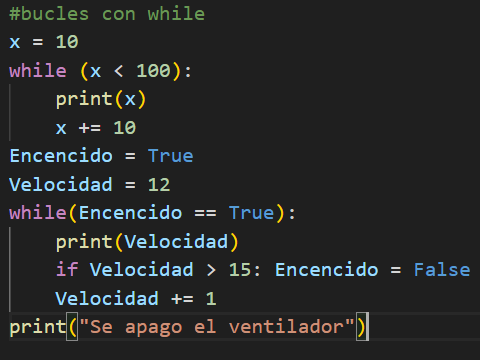 #bucles con while
x = 10
while (x < 100):
    print(x)
    x += 10
Encencido = True
Velocidad = 12
while(Encencido == True):
    print(Velocidad)
    if Velocidad > 15: Encencido = False
    Velocidad += 1
print("Se apago el ventilador")